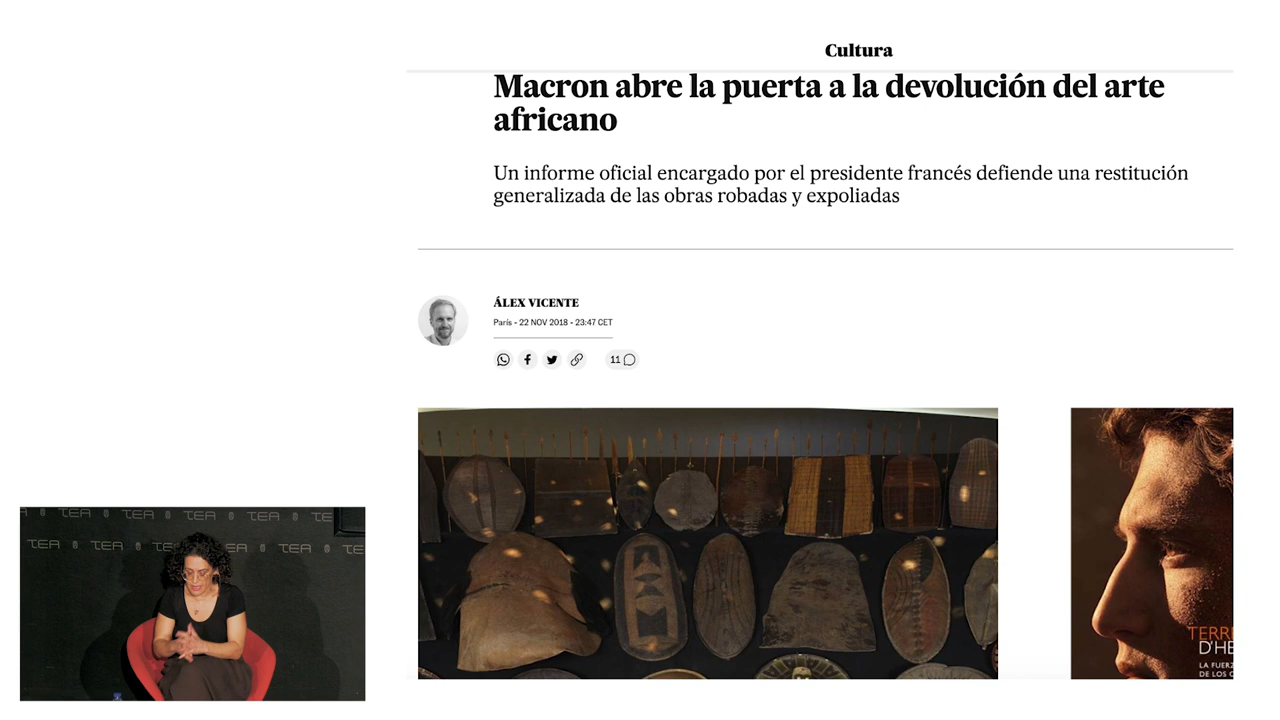 Cultura
Macron abre la puerta a la devolución del arte
africano
Un informe oficial encargado por el presidente francés defiende una restitución
generalizada de las obras robadas y expoliadas
ÁLEX VICENTE
París - 22 NOV 2018 - 23:47 CET
11
TERRE
D'HE
LA FUERZ
DE LOS
TEA TEA TEA TEA TE
TEA TEA TE EA TEA TE